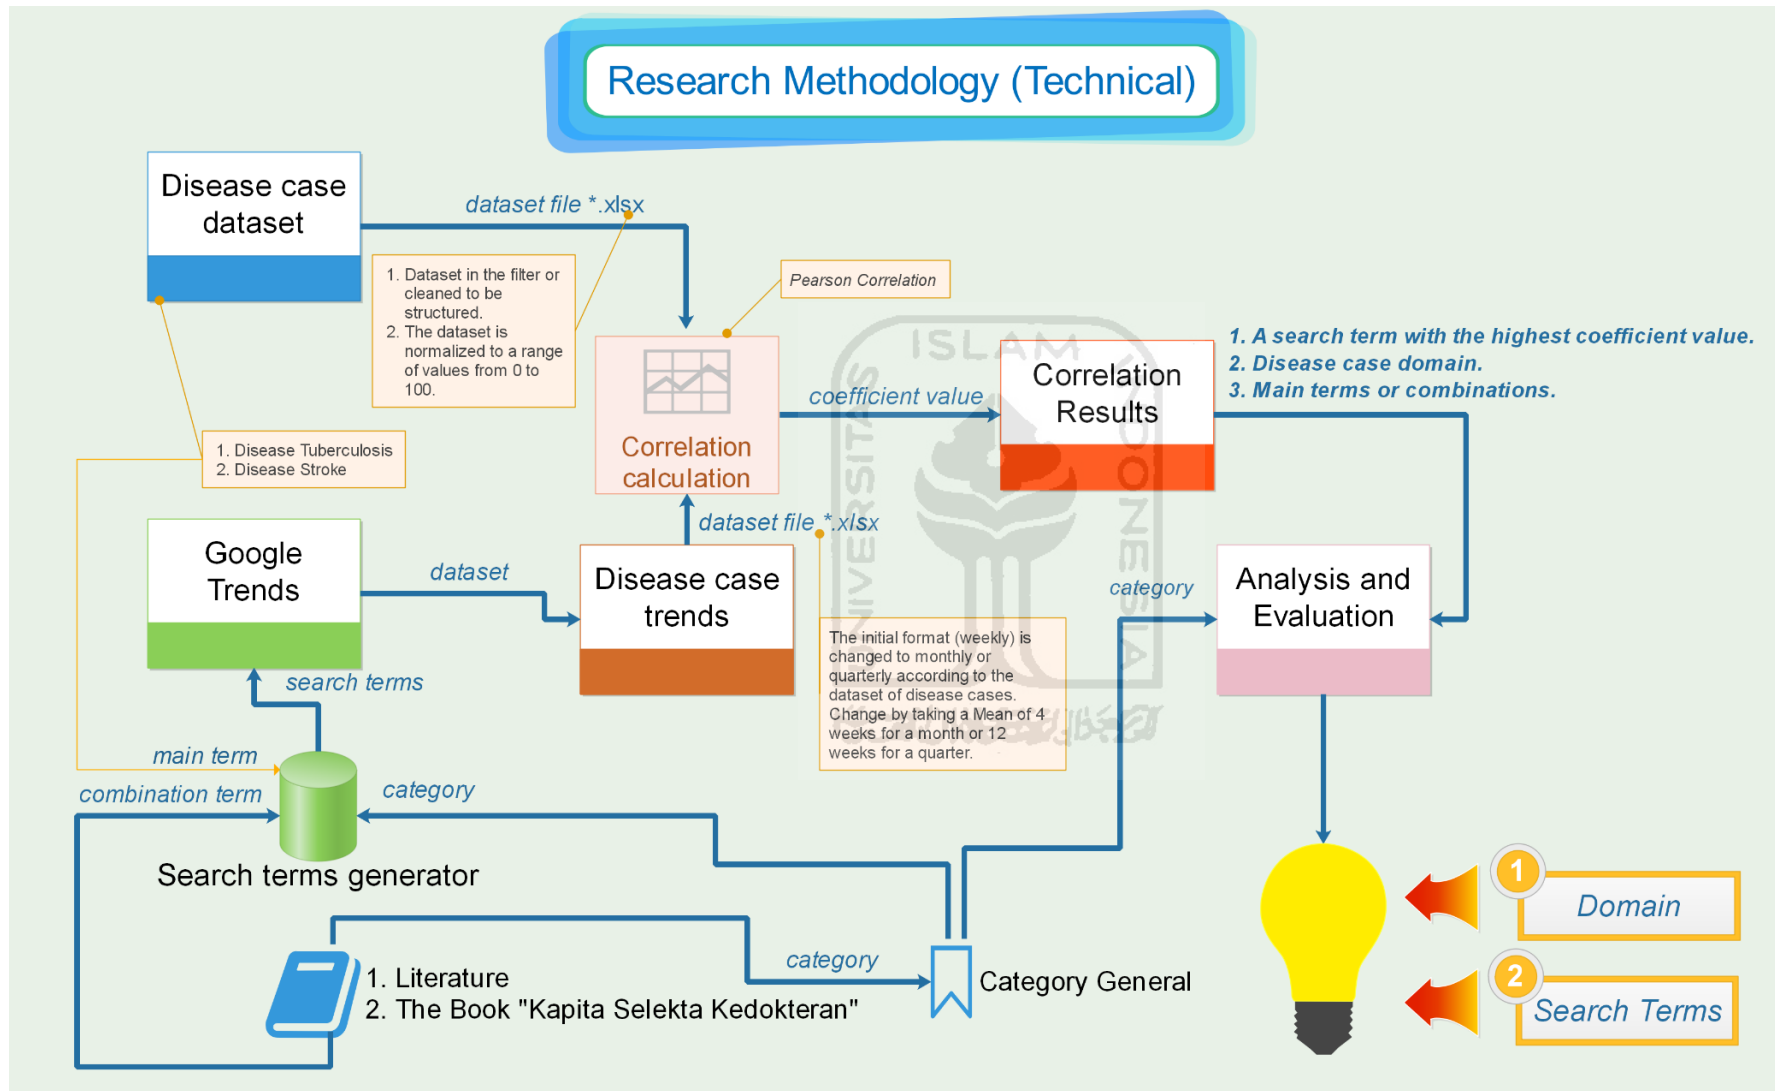 Research Methodology (Technical)
Disease case
dataset
dataset file *.xlsx
1. Dataset in the filter or
cleaned to be
structured.
2. The dataset is
normalized to a range
of values from 0 to
100.
Pearson Correlation
1. Disease Tuberculosis
2. Disease Stroke
Correlation
calculation
coefficient value
Correlation
Results
1. A search term with the highest coefficient value.
2. Disease case domain.
3. Main terms or combinations.
Google
Trends
dataset
Disease case
trends
dataset file *.xlsx
The initial format (weekly) is
changed to monthly or
quarterly according to the
dataset of disease cases.
Change by taking a Mean of 4
weeks for a month or 12
weeks for a quarter.
category
Analysis and
Evaluation
search terms
main term
combination term
category
Search terms generator
1. Literature
2. The Book "Kapita Selekta Kedokteran"
category
Category General
1
Domain
2
Search Terms
UNIVERSITAS
ISLAM
INDONESIA